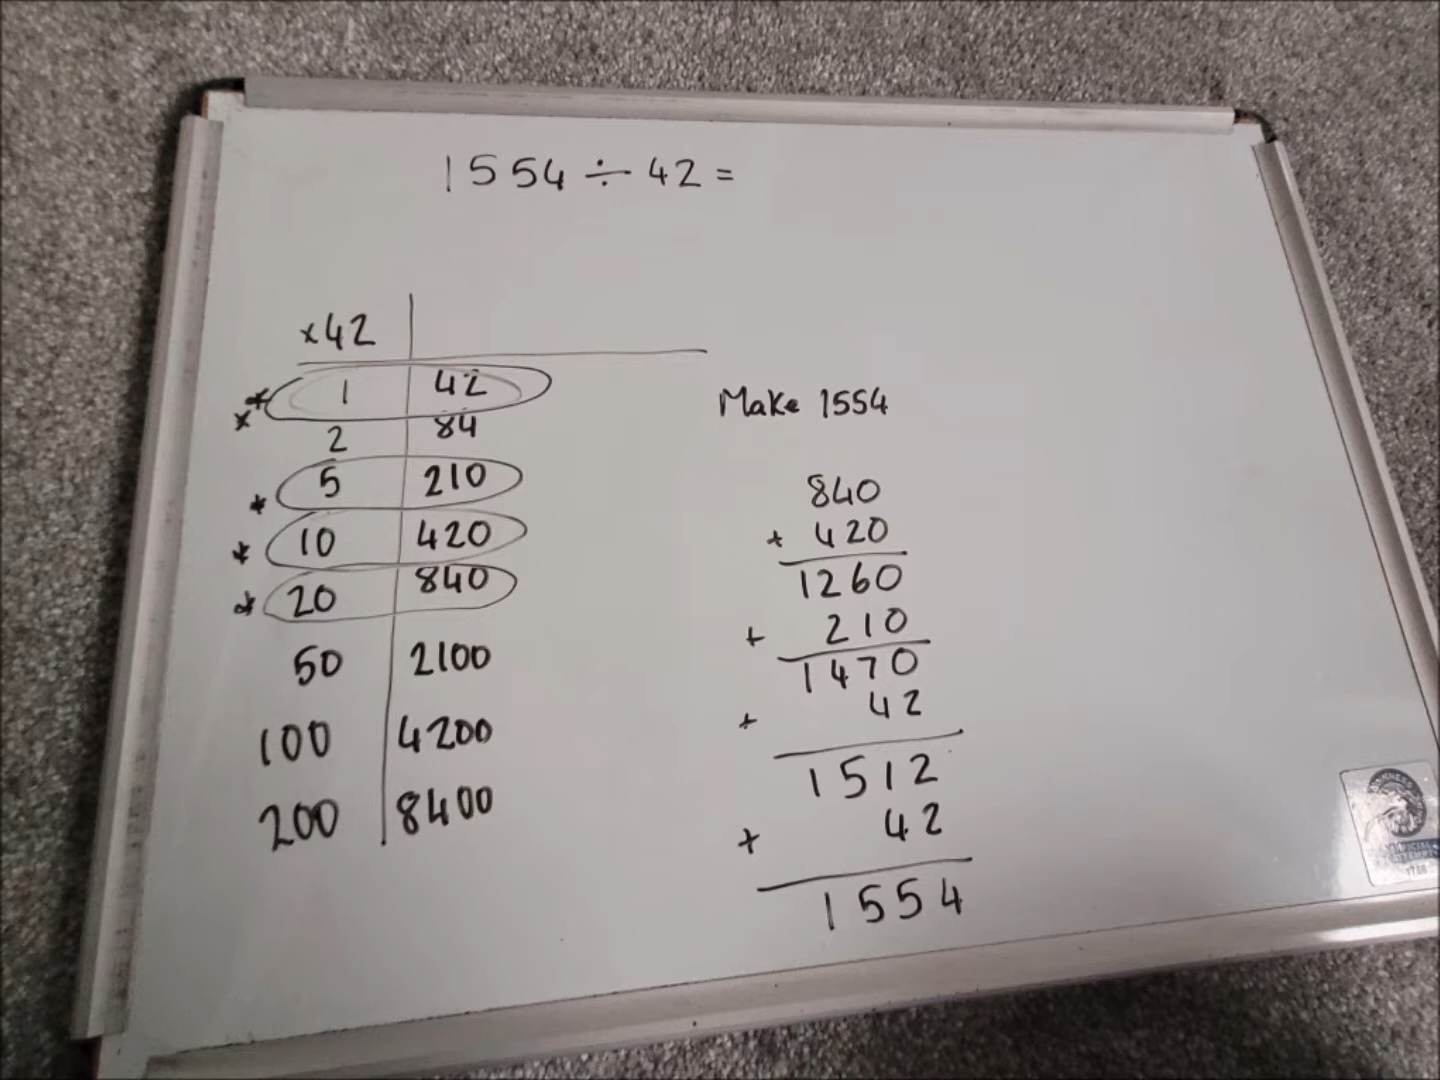 1554 ÷ 42 =
×42
* 1 42
× 2 84
* 5 210
* 10 420
* 20 840
50 2100
100 4200
200 8400
Make 1554
840
+ 420
1260
+ 210
1470
+ 42
1512
+ 42
1554